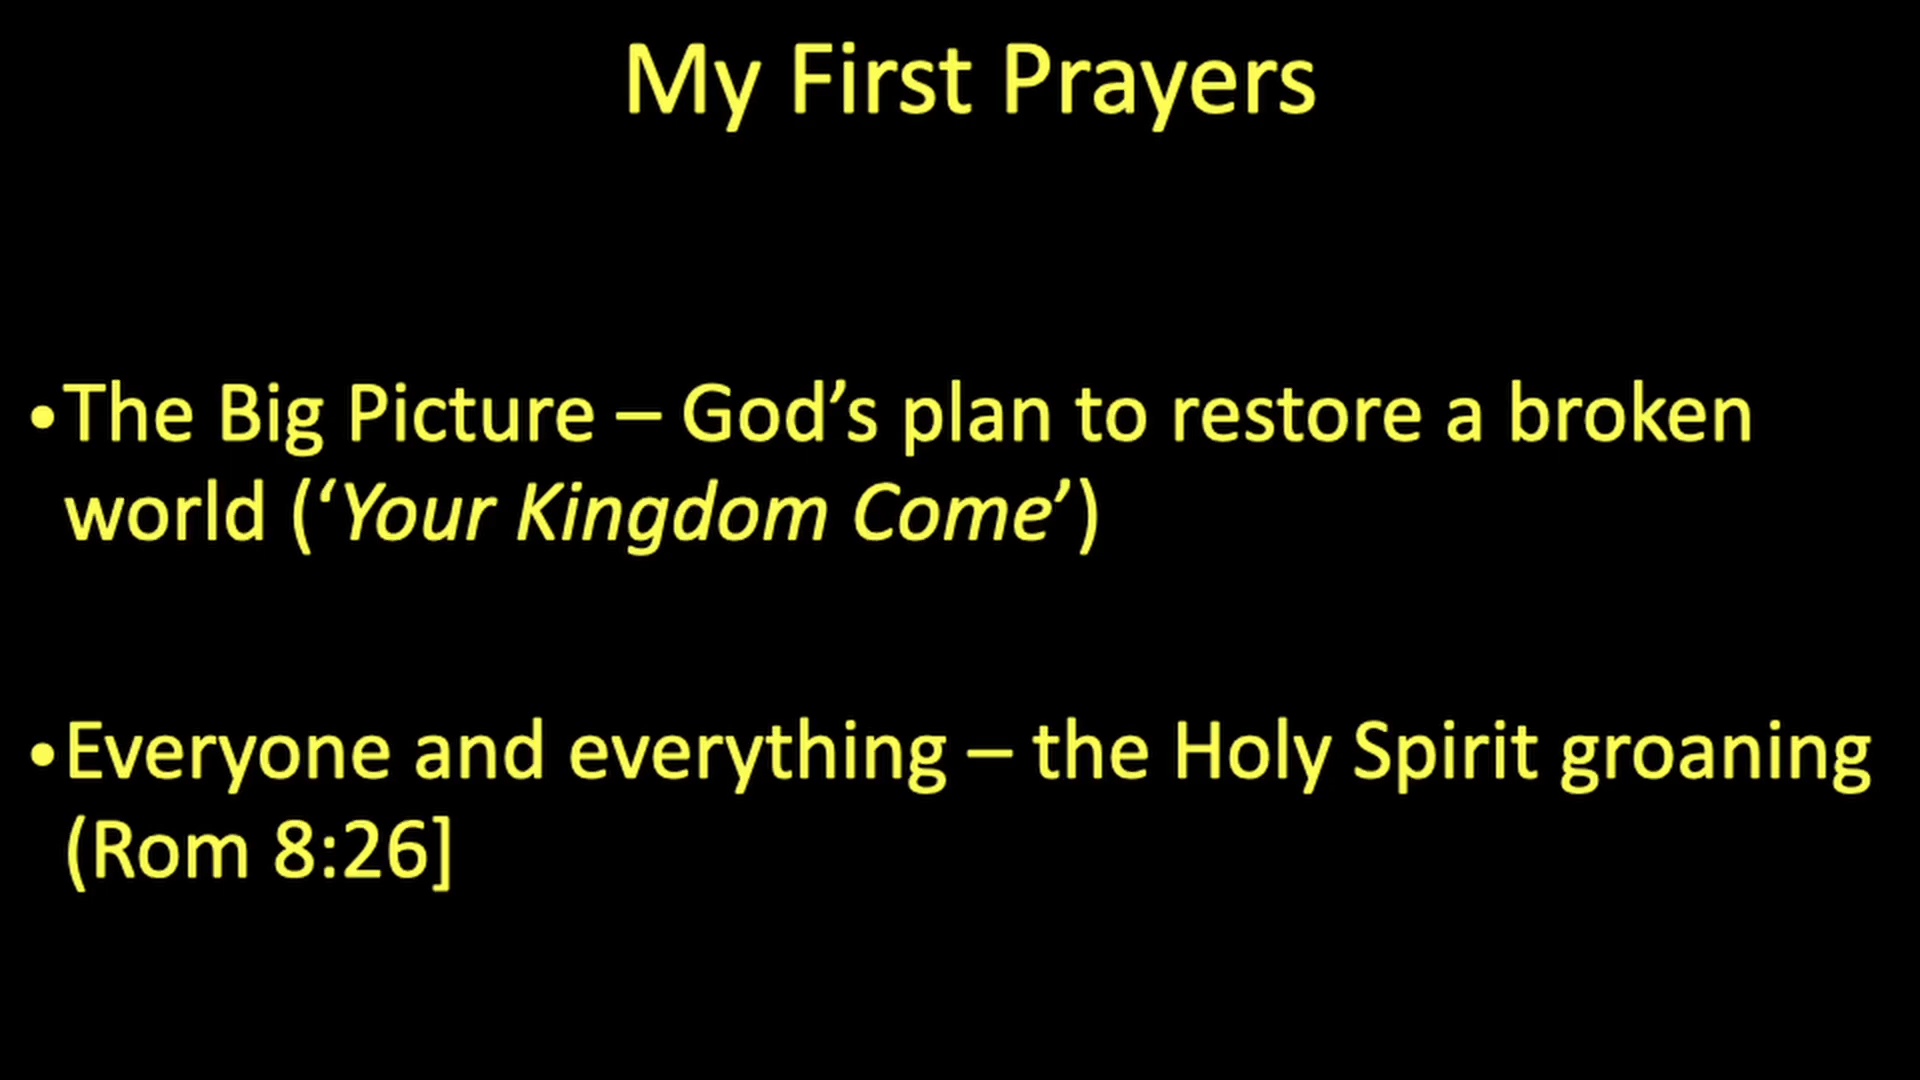 My First Prayers
•The Big Picture – God’s plan to restore a broken
world (‘Your Kingdom Come’)
•Everyone and everything – the Holy Spirit groaning
(Rom 8:26]